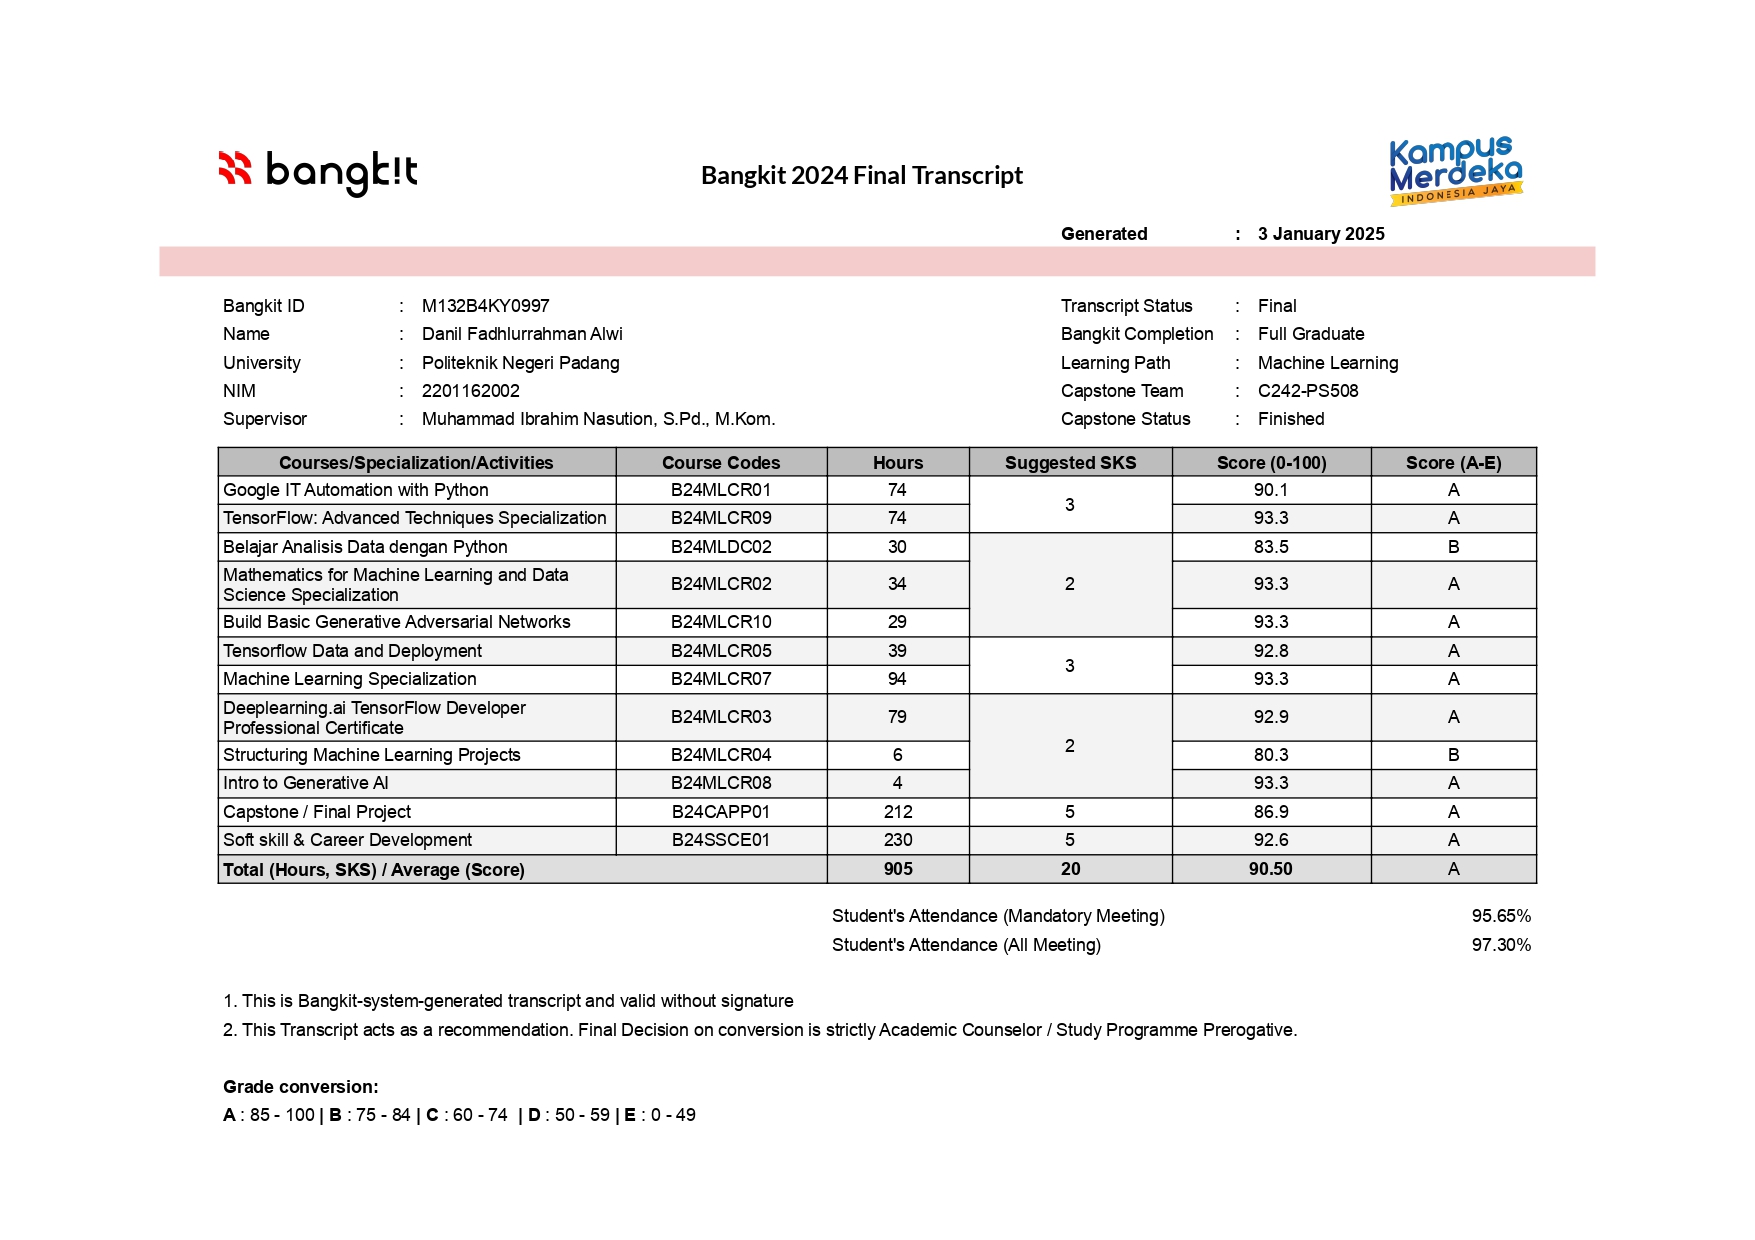 bangk!t
Bangkit 2024 Final Transcript
Kampus
Merdeka
INDONESIA JAYA
Generated : 3 January 2025
Bangkit ID : M132B4KY0997
Transcript Status : Final
Name : Danil Fadhlurrahman Alwi
Bangkit Completion : Full Graduate
University : Politeknik Negeri Padang
Learning Path : Machine Learning
NIM : 2201162002
Capstone Team : C242-PS508
Supervisor : Muhammad Ibrahim Nasution, S.Pd., M.Kom.
Capstone Status : Finished
Courses/Specialization/Activities Course Codes Hours Suggested SKS Score (0-100) Score (A-E)
Google IT Automation with Python B24MLCR01 74 3 90.1 A
TensorFlow: Advanced Techniques Specialization B24MLCR09 74 93.3 A
Belajar Analisis Data dengan Python B24MLDC02 30 83.5 B
Mathematics for Machine Learning and Data
Science Specialization B24MLCR02 34 2 93.3 A
Build Basic Generative Adversarial Networks B24MLCR10 29 93.3 A
Tensorflow Data and Deployment B24MLCR05 39 3 92.8 A
Machine Learning Specialization B24MLCR07 94 93.3 A
Deeplearning.ai TensorFlow Developer
Professional Certificate B24MLCR03 79 2 92.9 A
Structuring Machine Learning Projects B24MLCR04 6 80.3 B
Intro to Generative AI B24MLCR08 4 93.3 A
Capstone / Final Project B24CAPP01 212 5 86.9 A
Soft skill & Career Development B24SSCE01 230 5 92.6 A
Total (Hours, SKS) / Average (Score) 905 20 90.50 A
Student's Attendance (Mandatory Meeting) 95.65%
Student's Attendance (All Meeting) 97.30%
1. This is Bangkit-system-generated transcript and valid without signature
2. This Transcript acts as a recommendation. Final Decision on conversion is strictly Academic Counselor / Study Programme Prerogative.
Grade conversion:
A : 85 - 100 | B : 75 - 84 | C : 60 - 74 | D : 50 - 59 | E : 0 - 49